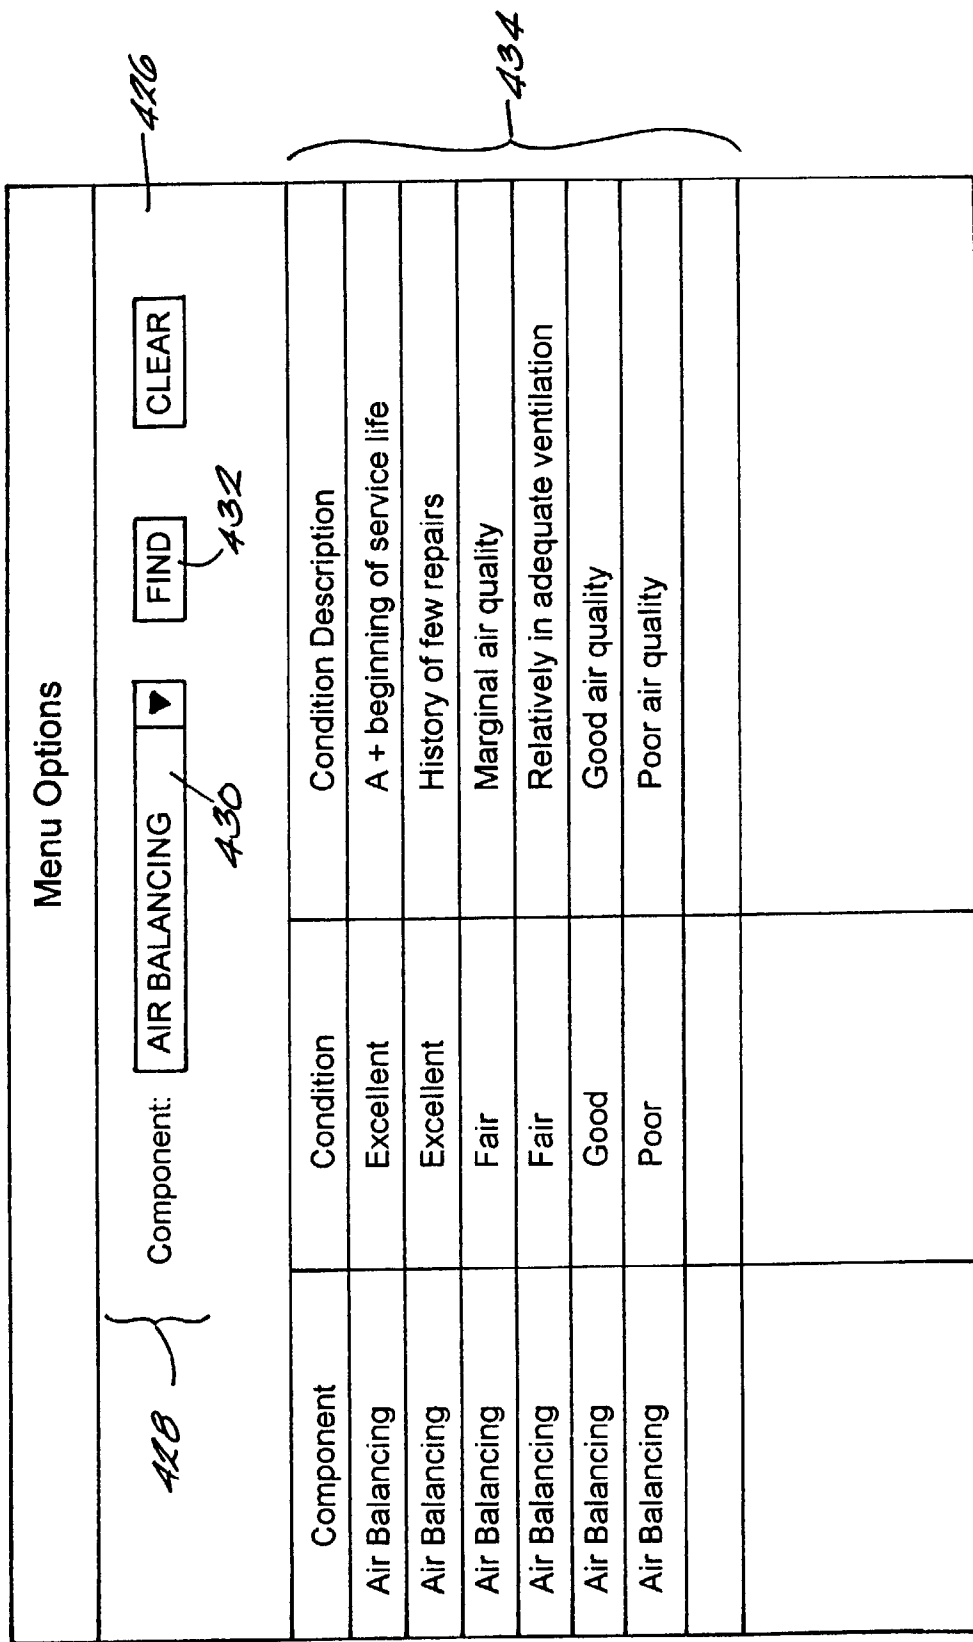 426
Menu Options
428
Component: AIR BALANCING ▼ FIND CLEAR
430
432
434
Component Condition Condition Description
Air Balancing Excellent A + beginning of service life
Air Balancing Excellent History of few repairs
Air Balancing Fair Marginal air quality
Air Balancing Fair Relatively in adequate ventilation
Air Balancing Good Good air quality
Air Balancing Poor Poor air quality